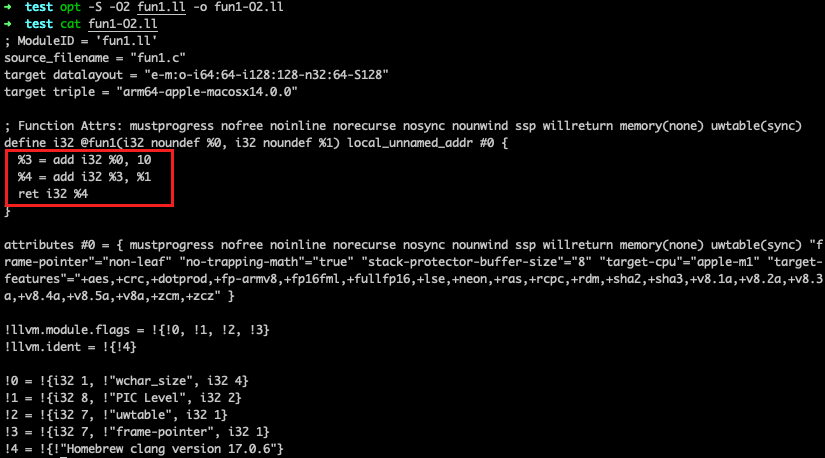 ➜  test opt -S -O2 fun1.ll -o fun1-O2.ll
➜  test cat fun1-O2.ll
; ModuleID = 'fun1.ll'
source_filename = "fun1.c"
target datalayout = "e-m:o-i64:64-i128:128-n32:64-S128"
target triple = "arm64-apple-macosx14.0.0"

; Function Attrs: mustprogress nofree noinline norecurse nosync nounwind ssp willreturn memory(none) uwtable(sync)
define i32 @fun1(i32 noundef %0, i32 noundef %1) local_unnamed_addr #0 {
  %3 = add i32 %0, 10
  %4 = add i32 %3, %1
  ret i32 %4
}

attributes #0 = { mustprogress nofree noinline norecurse nosync nounwind ssp willreturn memory(none) uwtable(sync) "f
rame-pointer"="non-leaf" "no-trapping-math"="true" "stack-protector-buffer-size"="8" "target-cpu"="apple-m1" "target-
features"="+aes,+crc,+dotprod,+fp-armv8,+fp16fml,+fullfp16,+lse,+neon,+ras,+rcpc,+rdm,+sha2,+sha3,+v8.1a,+v8.2a,+v8.3
a,+v8.4a,+v8.5a,+v8a,+zcm,+zcz" }

!llvm.module.flags = !{!0, !1, !2, !3}
!llvm.ident = !{!4}

!0 = !{i32 1, !"wchar_size", i32 4}
!1 = !{i32 8, !"PIC Level", i32 2}
!2 = !{i32 7, !"uwtable", i32 1}
!3 = !{i32 7, !"frame-pointer", i32 1}
!4 = !{!"Homebrew clang version 17.0.6"}